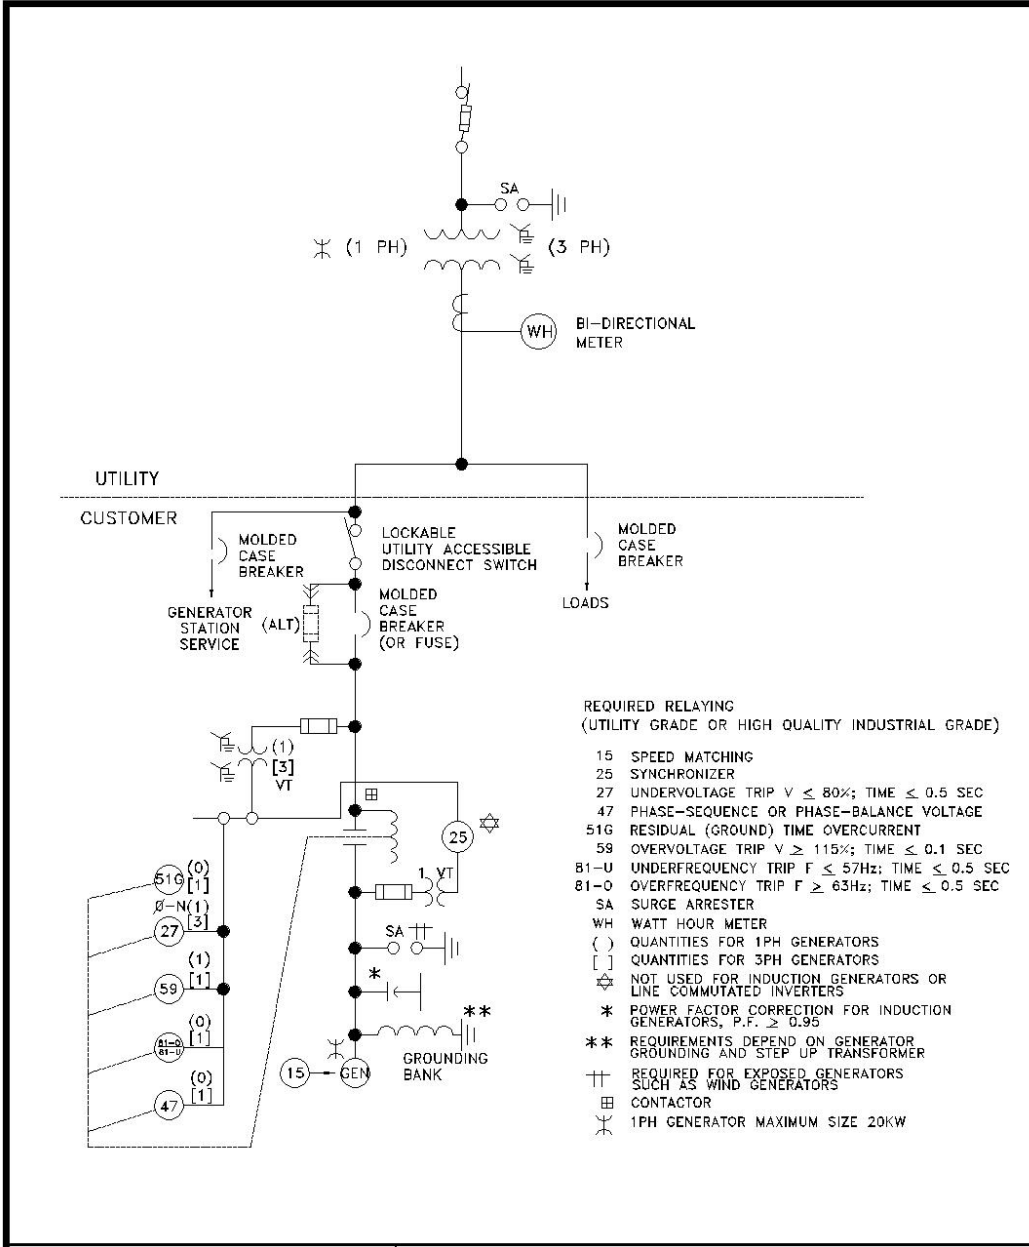 SA
(1 PH)
(3 PH)
WH
BI-DIRECTIONAL
METER
UTILITY
CUSTOMER
MOLDED
CASE
BREAKER
LOCKABLE
UTILITY ACCESSIBLE
DISCONNECT SWITCH
MOLDED
CASE
BREAKER
GENERATOR
STATION
SERVICE
(ALT)
MOLDED
CASE
BREAKER
(OR FUSE)
LOADS
(1)
[3]
VT
25
1 VT
51G
(0)
[1]
Ø-N(1)
[3]
27
(1)
[1]
59
(0)
[1]
81-O
81-U
(0)
[1]
47
SA
*
**
GROUNDING
BANK
15
GEN
REQUIRED RELAYING
(UTILITY GRADE OR HIGH QUALITY INDUSTRIAL GRADE)
15 SPEED MATCHING
25 SYNCHRONIZER
27 UNDERVOLTAGE TRIP V ≤ 80%; TIME ≤ 0.5 SEC
47 PHASE-SEQUENCE OR PHASE-BALANCE VOLTAGE
51G RESIDUAL (GROUND) TIME OVERCURRENT
59 OVERVOLTAGE TRIP V ≥ 115%; TIME ≤ 0.1 SEC
81-U UNDERFREQUENCY TRIP F ≤ 57Hz; TIME ≤ 0.5 SEC
81-O OVERFREQUENCY TRIP F ≥ 63Hz; TIME ≤ 0.5 SEC
SA SURGE ARRESTER
WH WATT HOUR METER
( ) QUANTITIES FOR 1PH GENERATORS
[ ] QUANTITIES FOR 3PH GENERATORS
NOT USED FOR INDUCTION GENERATORS OR
LINE COMMUTATED INVERTERS
* POWER FACTOR CORRECTION FOR INDUCTION
GENERATORS, P.F. ≥ 0.95
** REQUIREMENTS DEPEND ON GENERATOR
GROUNDING AND STEP UP TRANSFORMER
REQUIRED FOR EXPOSED GENERATORS
SUCH AS WIND GENERATORS
CONTACTOR
1PH GENERATOR MAXIMUM SIZE 20KW